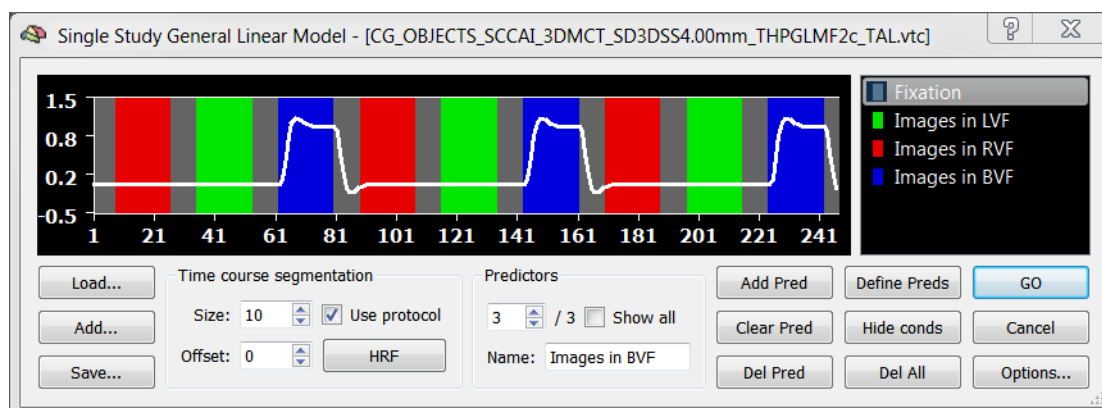 Single Study General Linear Model - [CG_OBJECTS_SCCAI_3DMCT_SD3DSS4.00mm_THPGLMF2c_TAL.vtc]
1.5
0.8
0.2
-0.5
1 21 41 61 81 101 121 141 161 181 201 221 241
Fixation
Images in LVF
Images in RVF
Images in BVF
Load...
Add...
Save...
Time course segmentation
Size: 10 Use protocol
Offset: 0 HRF
Predictors
3 / 3 Show all
Name: Images in BVF
Add Pred Define Preds GO
Clear Pred Hide conds Cancel
Del Pred Del All Options...